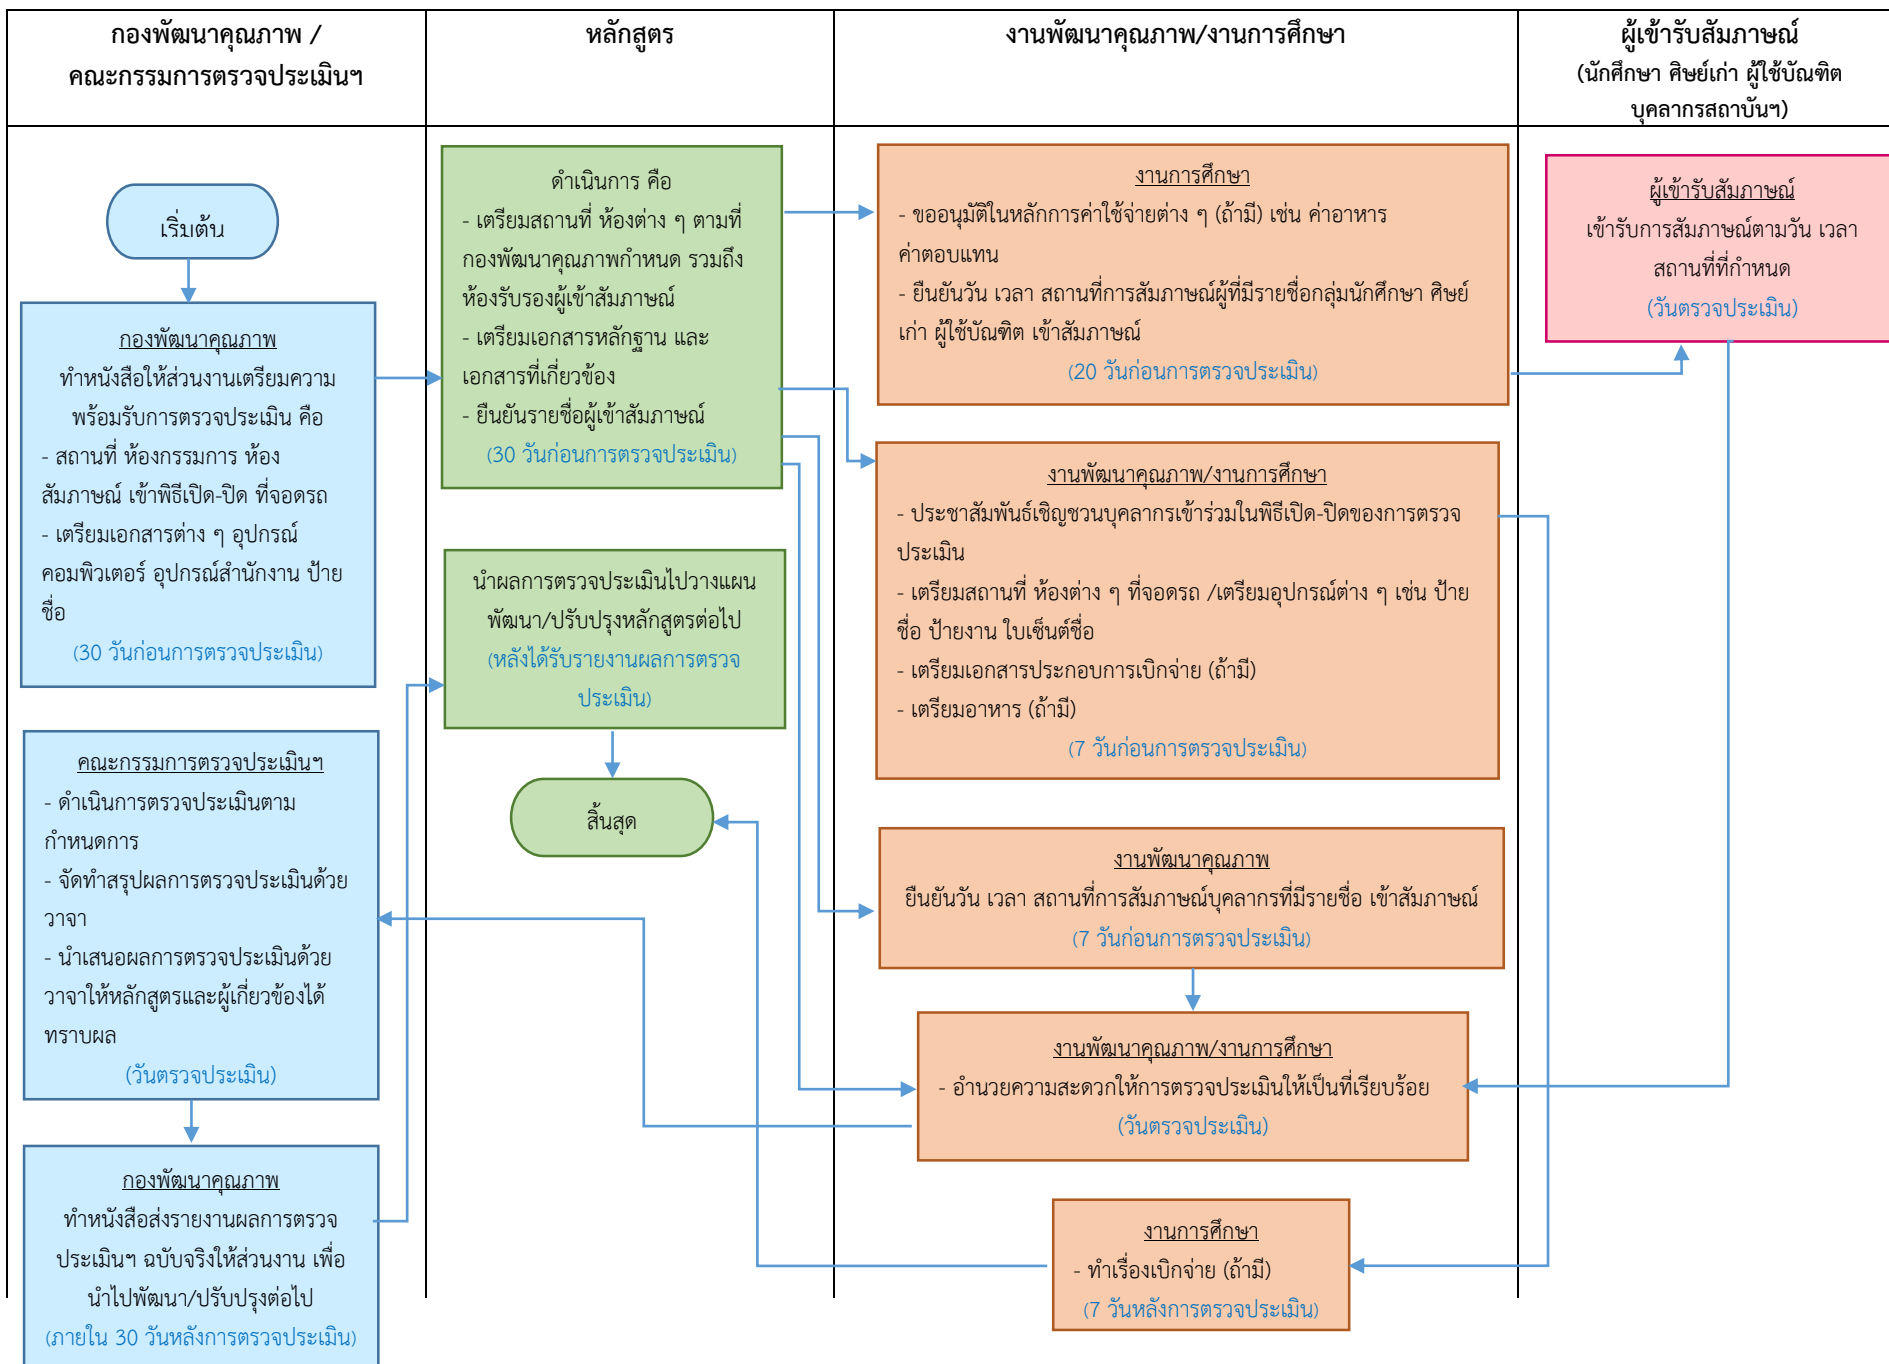 กองพัฒนาคุณภาพ /
คณะกรรมการตรวจประเมินฯ
หลักสูตร
งานพัฒนาคุณภาพ/งานการศึกษา
ผู้เข้ารับสัมภาษณ์
(นักศึกษา ศิษย์เก่า ผู้ใช้บัณฑิต
บุคลากรสถาบันฯ)
เริ่มต้น
กองพัฒนาคุณภาพ
ทำหนังสือให้ส่วนงานเตรียมความ
พร้อมรับการตรวจประเมิน คือ
- สถานที่ ห้องกรรมการ ห้อง
สัมภาษณ์ เข้าพิธีเปิด-ปิด ที่จอดรถ
- เตรียมเอกสารต่าง ๆ อุปกรณ์
คอมพิวเตอร์ อุปกรณ์สำนักงาน ป้าย
ชื่อ
(30 วันก่อนการตรวจประเมิน)
คณะกรรมการตรวจประเมินฯ
- ดำเนินการตรวจประเมินตาม
กำหนดการ
- จัดทำสรุปผลการตรวจประเมินด้วย
วาจา
- นำเสนอผลการตรวจประเมินด้วย
วาจาให้หลักสูตรและผู้เกี่ยวข้องได้
ทราบผล
(วันตรวจประเมิน)
กองพัฒนาคุณภาพ
ทำหนังสือส่งรายงานผลการตรวจ
ประเมินฯ ฉบับจริงให้ส่วนงาน เพื่อ
นำไปพัฒนา/ปรับปรุงต่อไป
(ภายใน 30 วันหลังการตรวจประเมิน)
ดำเนินการ คือ
- เตรียมสถานที่ ห้องต่าง ๆ ตามที่
กองพัฒนาคุณภาพกำหนด รวมถึง
ห้องรับรองผู้เข้าสัมภาษณ์
- เตรียมเอกสารหลักฐาน และ
เอกสารที่เกี่ยวข้อง
- ยืนยันรายชื่อผู้เข้าสัมภาษณ์
(30 วันก่อนการตรวจประเมิน)
นำผลการตรวจประเมินไปวางแผน
พัฒนา/ปรับปรุงหลักสูตรต่อไป
(หลังได้รับรายงานผลการตรวจ
ประเมิน)
สิ้นสุด
งานการศึกษา
- ขออนุมัติในหลักการค่าใช้จ่ายต่าง ๆ (ถ้ามี) เช่น ค่าอาหาร
ค่าตอบแทน
- ยืนยันวัน เวลา สถานที่การสัมภาษณ์ผู้ที่มีรายชื่อกลุ่มนักศึกษา ศิษย์
เก่า ผู้ใช้บัณฑิต เข้าสัมภาษณ์
(20 วันก่อนการตรวจประเมิน)
งานพัฒนาคุณภาพ/งานการศึกษา
- ประชาสัมพันธ์เชิญชวนบุคลากรเข้าร่วมในพิธีเปิด-ปิดของการตรวจ
ประเมิน
- เตรียมสถานที่ ห้องต่าง ๆ ที่จอดรถ /เตรียมอุปกรณ์ต่าง ๆ เช่น ป้าย
ชื่อ ป้ายงาน ใบเซ็นต์ชื่อ
- เตรียมเอกสารประกอบการเบิกจ่าย (ถ้ามี)
- เตรียมอาหาร (ถ้ามี)
(7 วันก่อนการตรวจประเมิน)
งานพัฒนาคุณภาพ
ยืนยันวัน เวลา สถานที่การสัมภาษณ์บุคลากรที่มีรายชื่อ เข้าสัมภาษณ์
(7 วันก่อนการตรวจประเมิน)
งานพัฒนาคุณภาพ/งานการศึกษา
- อำนวยความสะดวกให้การตรวจประเมินให้เป็นที่เรียบร้อย
(วันตรวจประเมิน)
งานการศึกษา
- ทำเรื่องเบิกจ่าย (ถ้ามี)
(7 วันหลังการตรวจประเมิน)
ผู้เข้ารับสัมภาษณ์
เข้ารับการสัมภาษณ์ตามวัน เวลา
สถานที่ที่กำหนด
(วันตรวจประเมิน)